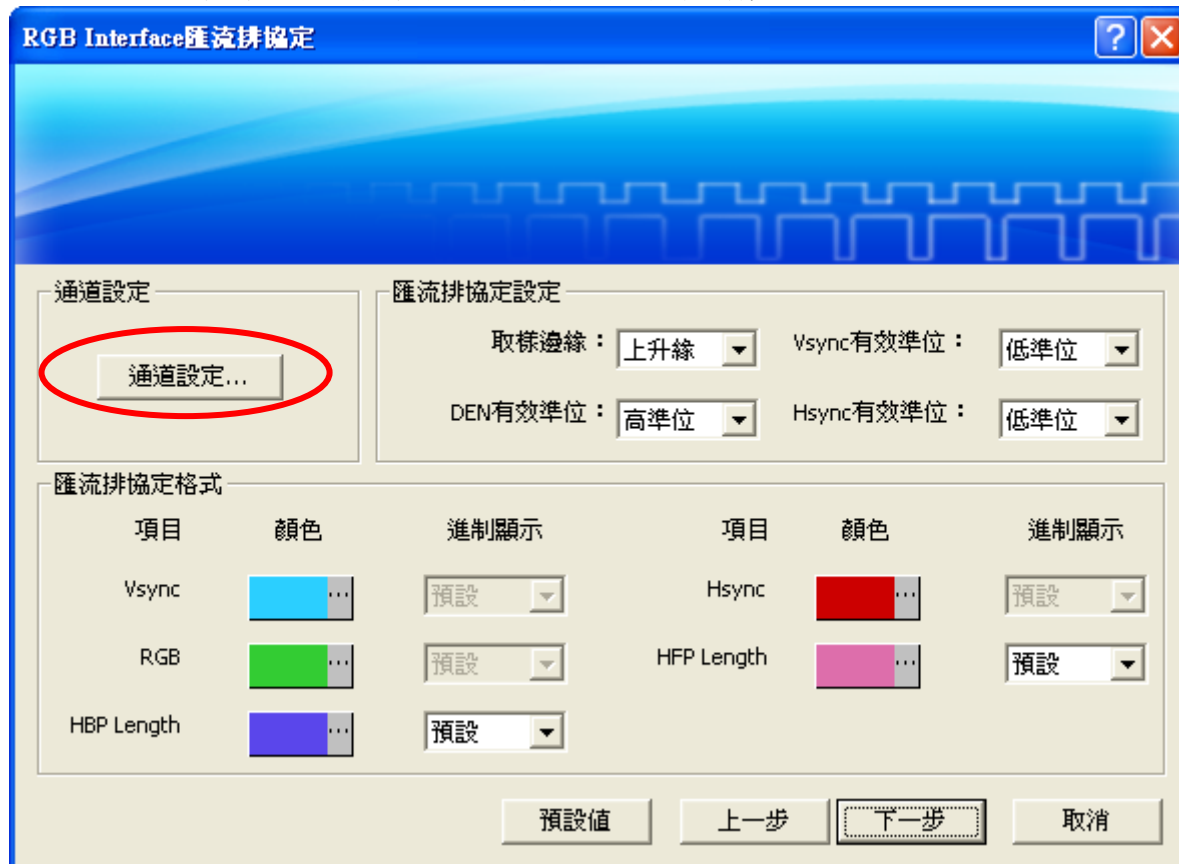 RGB Interface匯流排協定
通道設定
通道設定...
匯流排協定設定
取樣邊緣： 上升緣 Vsync有效準位： 低準位
DEN有效準位： 高準位 Hsync有效準位： 低準位
匯流排協定格式
項目 顏色 進制顯示 項目 顏色 進制顯示
Vsync ... 預設 Hsync ... 預設
RGB ... 預設 HFP Length ... 預設
HBP Length ... 預設
預設值 上一步 下一步 取消